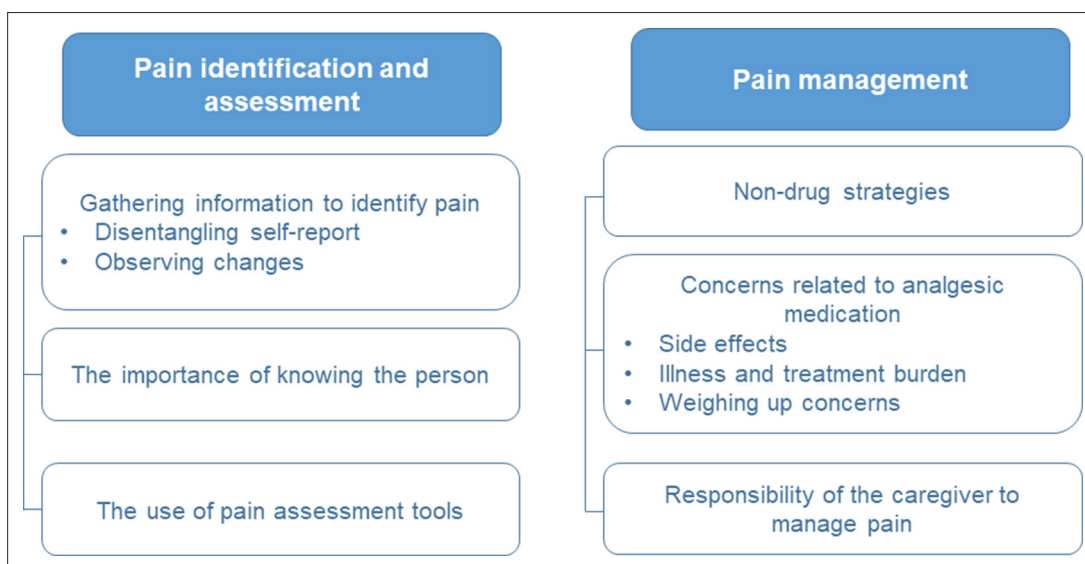 Pain identification and
assessment
Gathering information to identify pain
• Disentangling self-report
• Observing changes
The importance of knowing the person
The use of pain assessment tools
Pain management
Non-drug strategies
Concerns related to analgesic
medication
• Side effects
• Illness and treatment burden
• Weighing up concerns
Responsibility of the caregiver to
manage pain